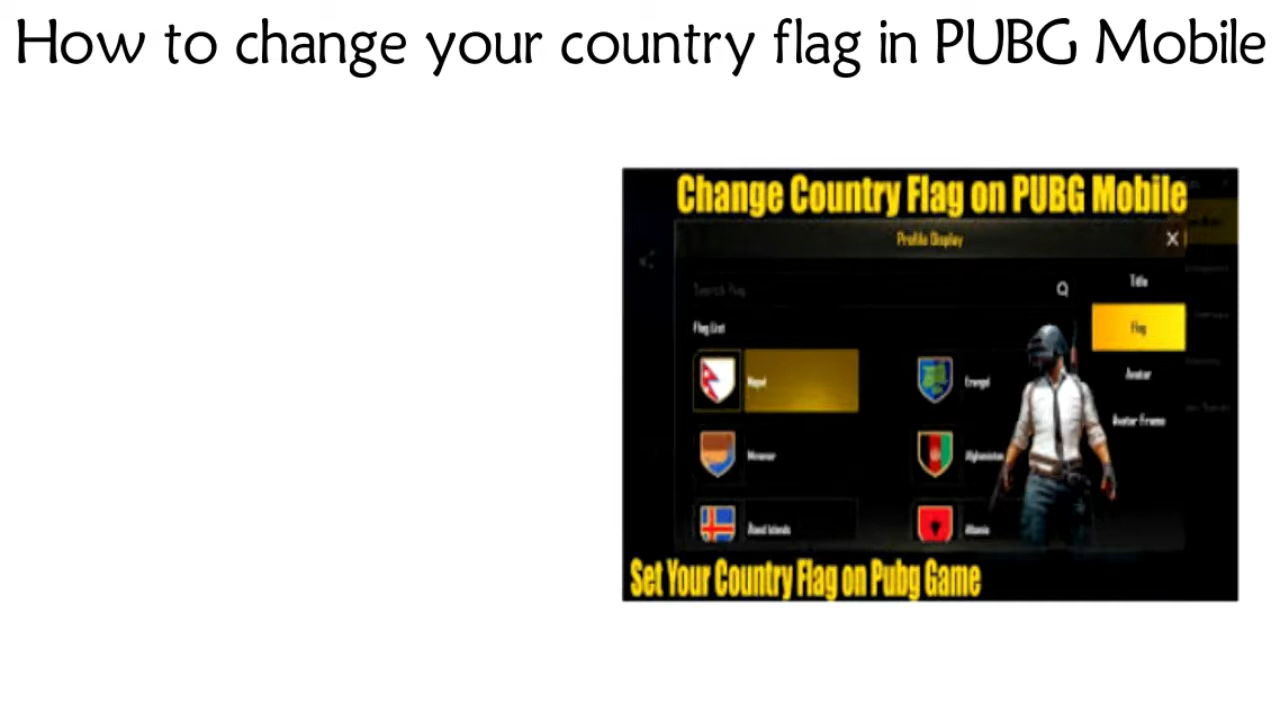 How to change your country flag in PUBG Mobile
Change Country Flag on PUBG Mobile
Profile Display
Search flag
Title
Flag List
Flag
Nepal
Erangel
Avatar
Avatar Frame
Miramar
Afghanistan
Åland Islands
Albania
Set Your Country Flag on Pubg Game